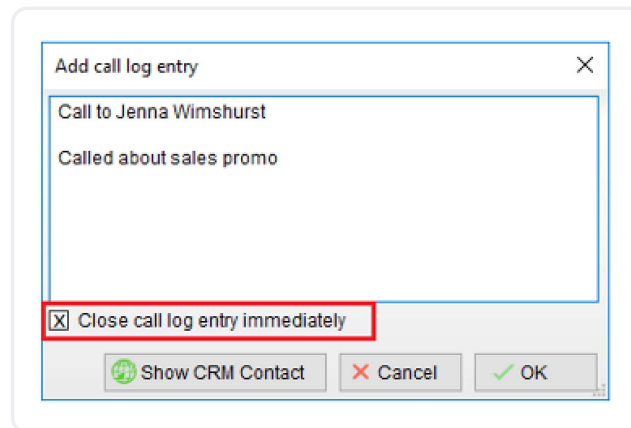 Add call log entry
Call to Jenna Wimshurst
Called about sales promo
X Close call log entry immediately
Show CRM Contact Cancel OK